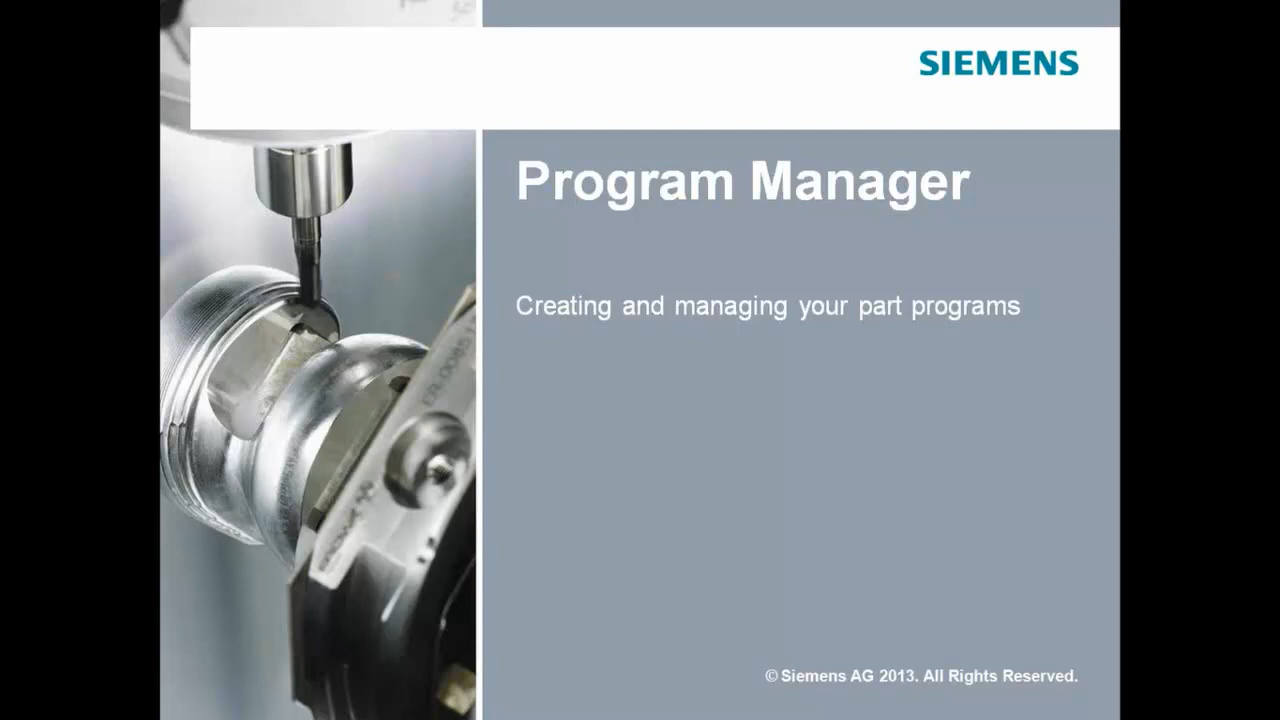 SIEMENS
Program Manager
Creating and managing your part programs
© Siemens AG 2013. All Rights Reserved.